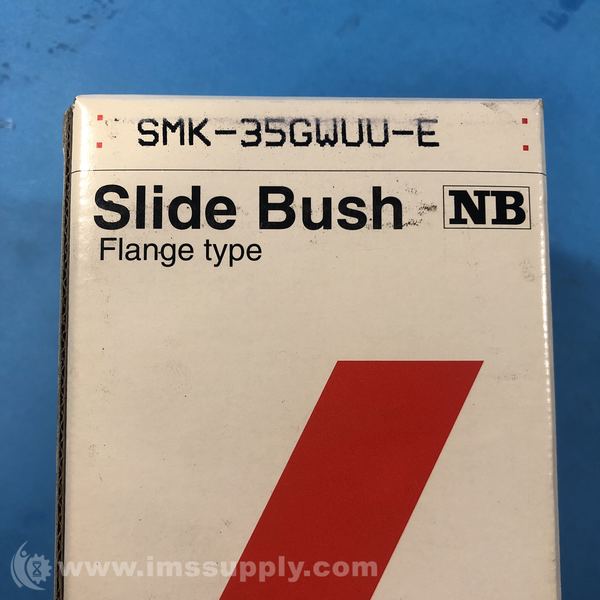 SMK-35GWUU-E
Slide Bush NB
Flange type
www.imssupply.com